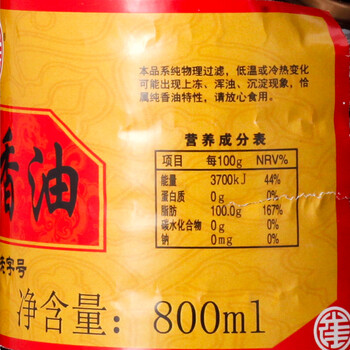 本品系纯物理过滤，低温或冷热变化
可能出现上冻、浑浊、沉淀现象，恰
属纯香油特性，请放心食用。
营养成分表
项目 每100g NRV%
能量 3700kJ 44%
蛋白质 0g 0%
脂肪 100.0g 167%
碳水化合物 0g 0%
钠 0mg 0%
香油
老字号
净含量：800ml